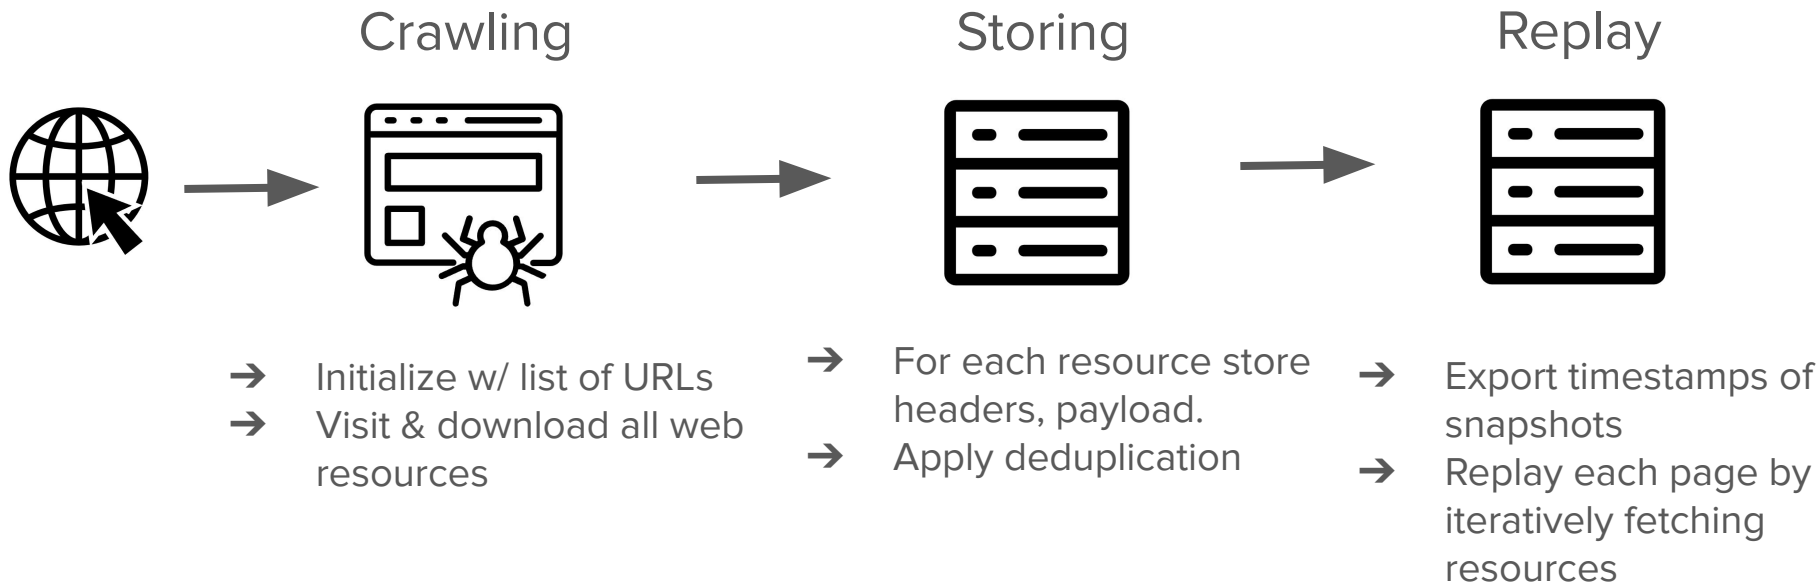 Crawling
Storing
Replay
➔ Initialize w/ list of URLs
➔ Visit & download all web
resources
➔ For each resource store
headers, payload.
➔ Apply deduplication
➔ Export timestamps of
snapshots
➔ Replay each page by
iteratively fetching
resources